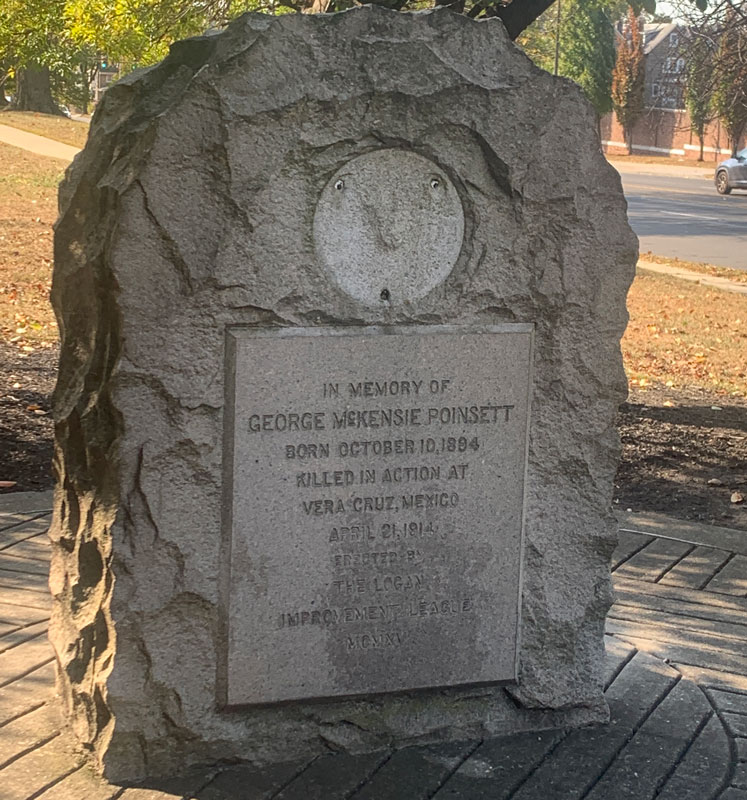 IN MEMORY OF
GEORGE McKENSIE POINSETT
BORN OCTOBER 10, 1894
KILLED IN ACTION AT
VERA CRUZ, MEXICO
APRIL 21, 1914
ERECTED BY
THE LOGAN
IMPROVEMENT LEAGUE
MCMXV